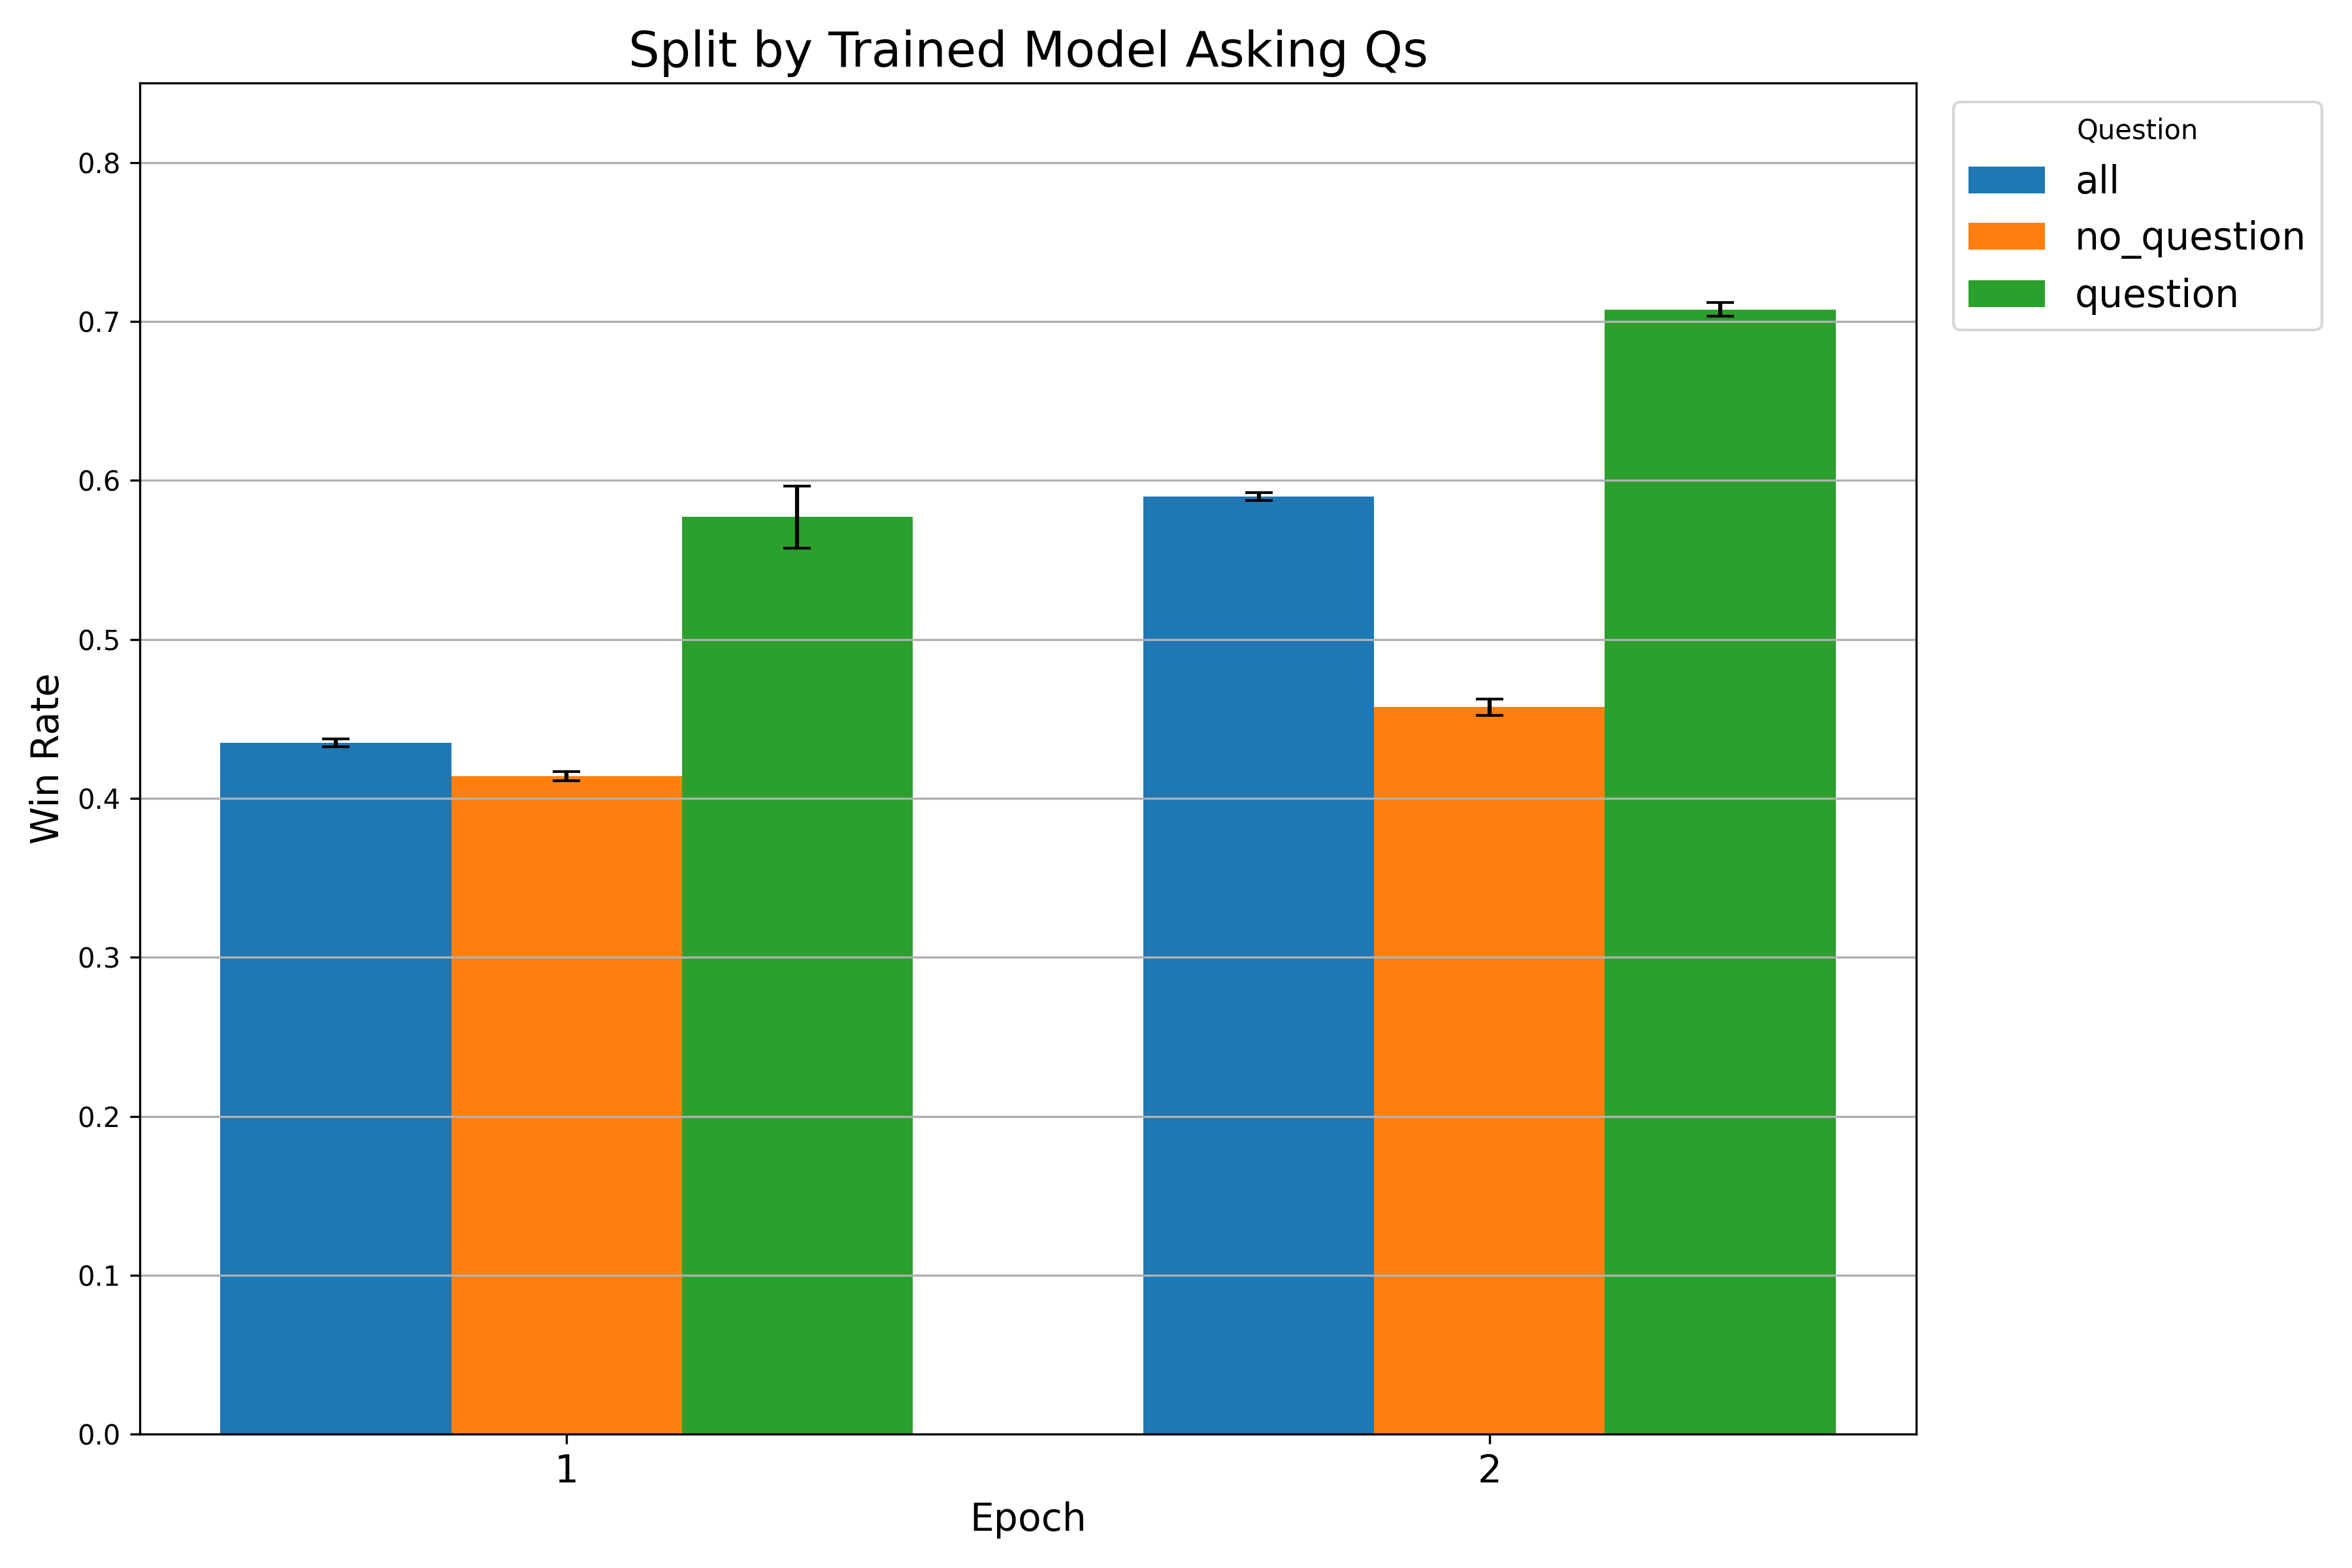 Split by Trained Model Asking Qs
Question
all
no_question
question
0.8
0.7
0.6
0.5
0.4
0.3
0.2
0.1
0.0
Win Rate
1
2
Epoch